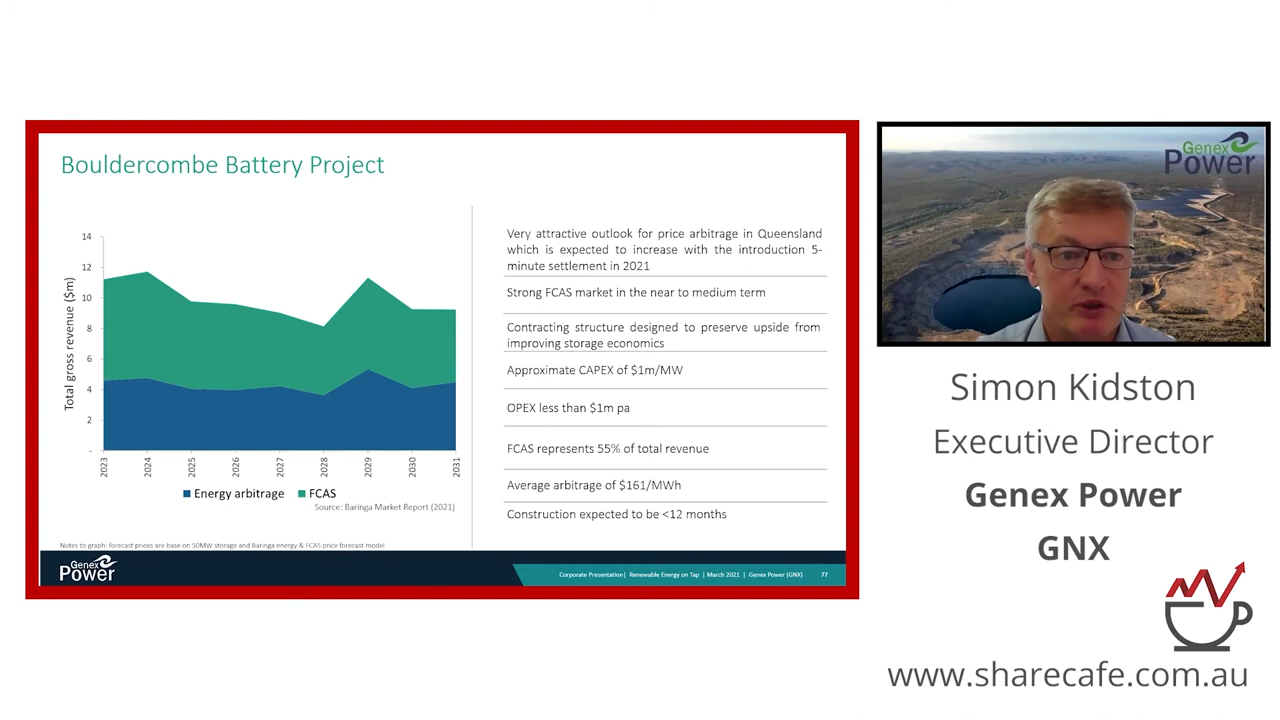 Bouldercombe Battery Project
Total gross revenue ($m)
14
12
10
8
6
4
2
-
2023
2024
2025
2026
2027
2028
2029
2030
2031
Energy arbitrage
FCAS
Source: Baringa Market Report (2021)
Notes to graph: forecast prices are base on 50MW storage and Baringa energy & FCAS price forecast model
Very attractive outlook for price arbitrage in Queensland
which is expected to increase with the introduction 5-
minute settlement in 2021
Strong FCAS market in the near to medium term
Contracting structure designed to preserve upside from
improving storage economics
Approximate CAPEX of $1m/MW
OPEX less than $1m pa
FCAS represents 55% of total revenue
Average arbitrage of $161/MWh
Construction expected to be <12 months
Genex
Power
Corporate Presentation | Renewable Energy on Tap | March 2021 | Genex Power (GNX) 77
Genex
Power
Simon Kidston
Executive Director
Genex Power
GNX
www.sharecafe.com.au